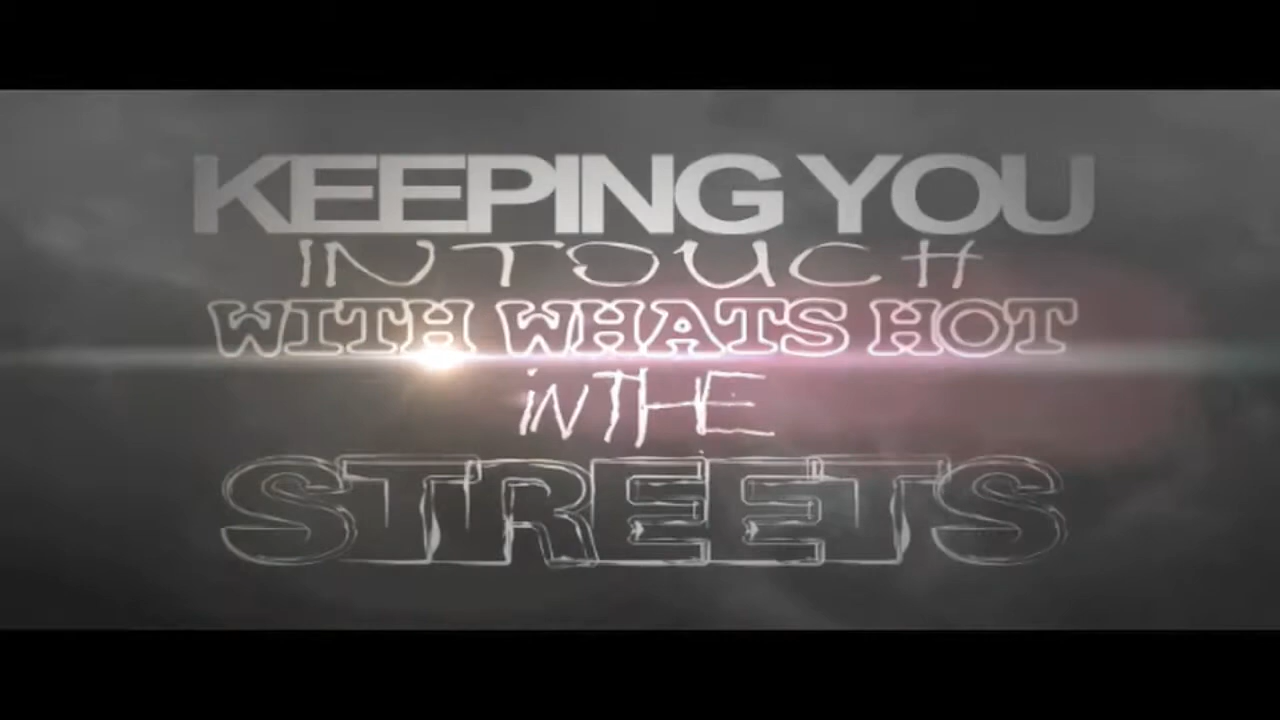 KEEPING YOU
IN TOUCH
WITH WHATS HOT
iN THE
STREETS